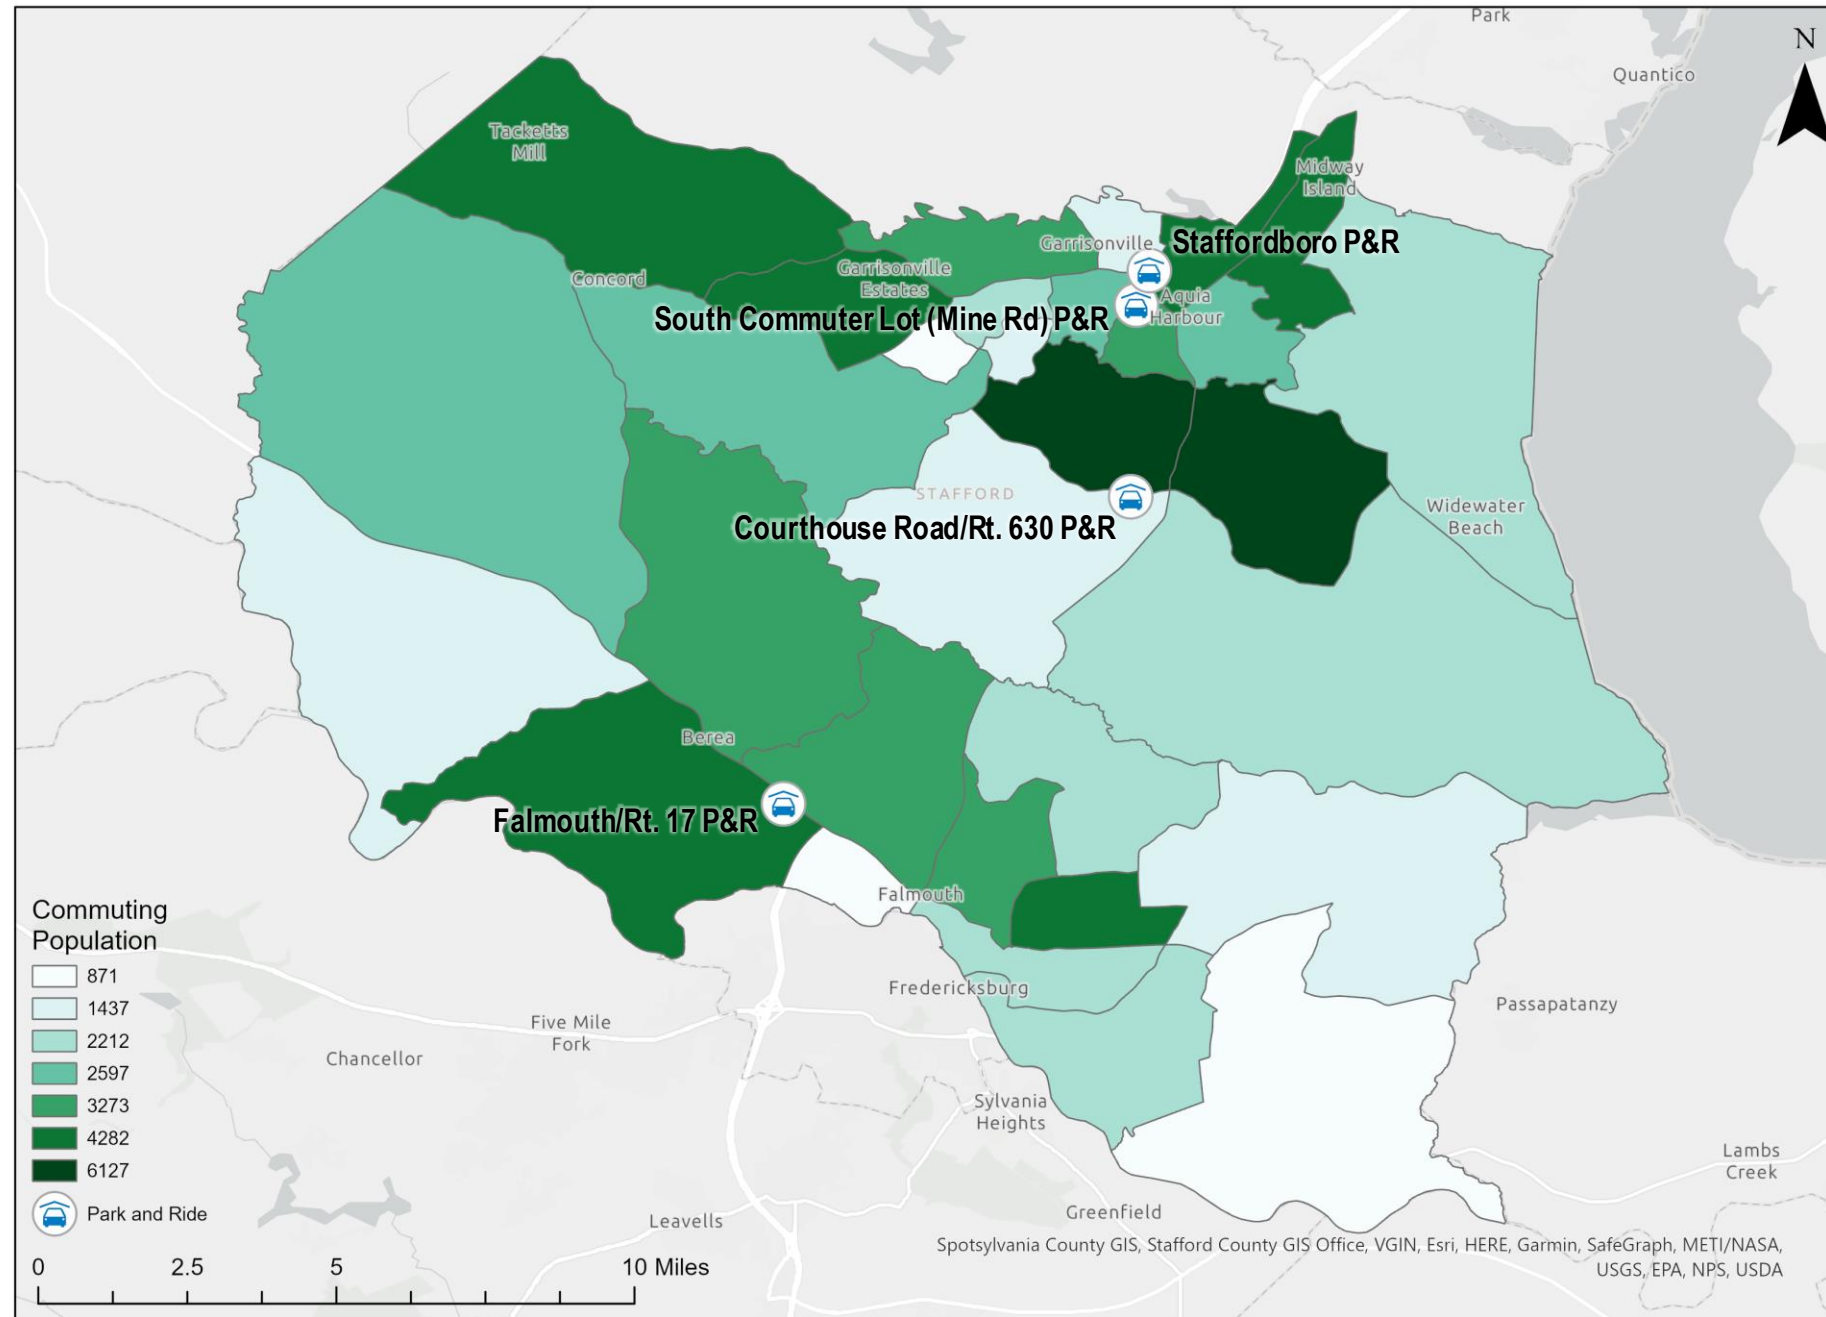 Park
N
Quantico
Tacketts
Mill
Midway
Island
Garrisonville
Staffordboro P&R
Concord
Garrisonville
Estates
Aquia
Harbour
South Commuter Lot (Mine Rd) P&R
STAFFORD
Widewater
Beach
Courthouse Road/Rt. 630 P&R
Berea
Falmouth/Rt. 17 P&R
Falmouth
Fredericksburg
Passapatanzy
Five Mile
Fork
Chancellor
Sylvania
Heights
Lambs
Creek
Leavells
Greenfield
Commuting
Population
871
1437
2212
2597
3273
4282
6127
Park and Ride
0 2.5 5 10 Miles
Spotsylvania County GIS, Stafford County GIS Office, VGIN, Esri, HERE, Garmin, SafeGraph, METI/NASA,
USGS, EPA, NPS, USDA